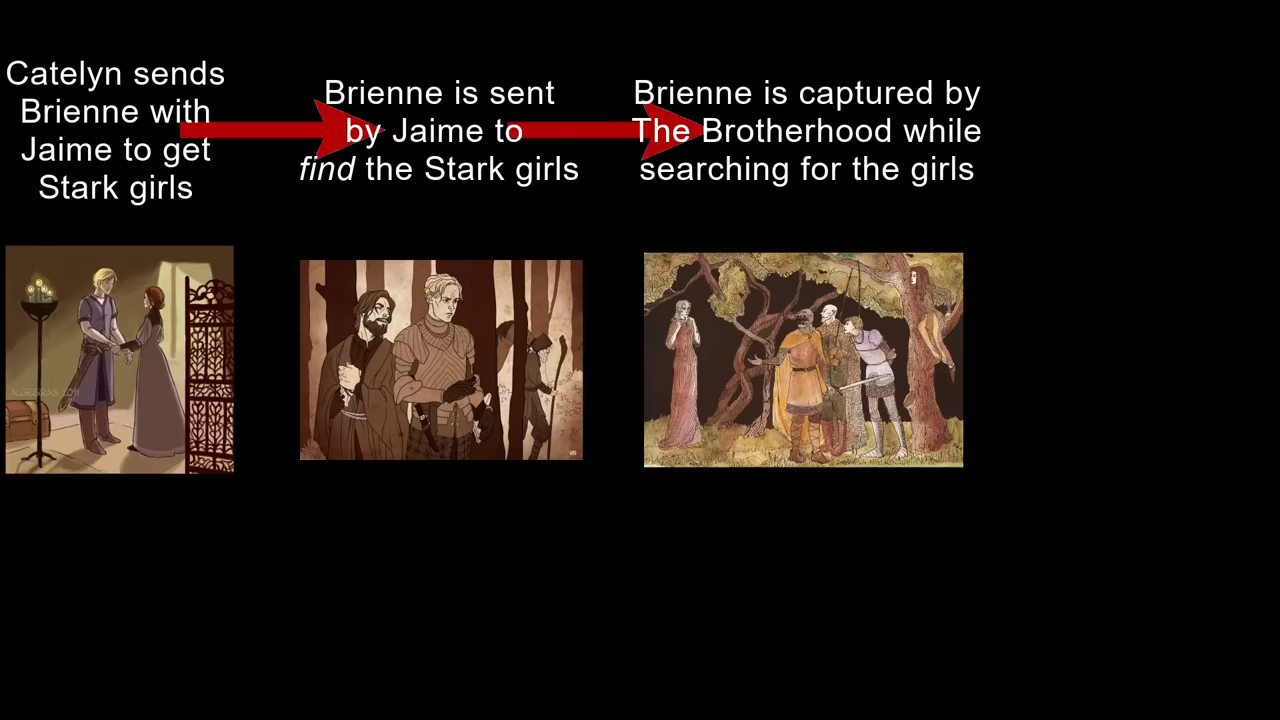 Catelyn sends
Brienne with
Jaime to get
Stark girls
Brienne is sent
by Jaime to
find the Stark girls
Brienne is captured by
The Brotherhood while
searching for the girls